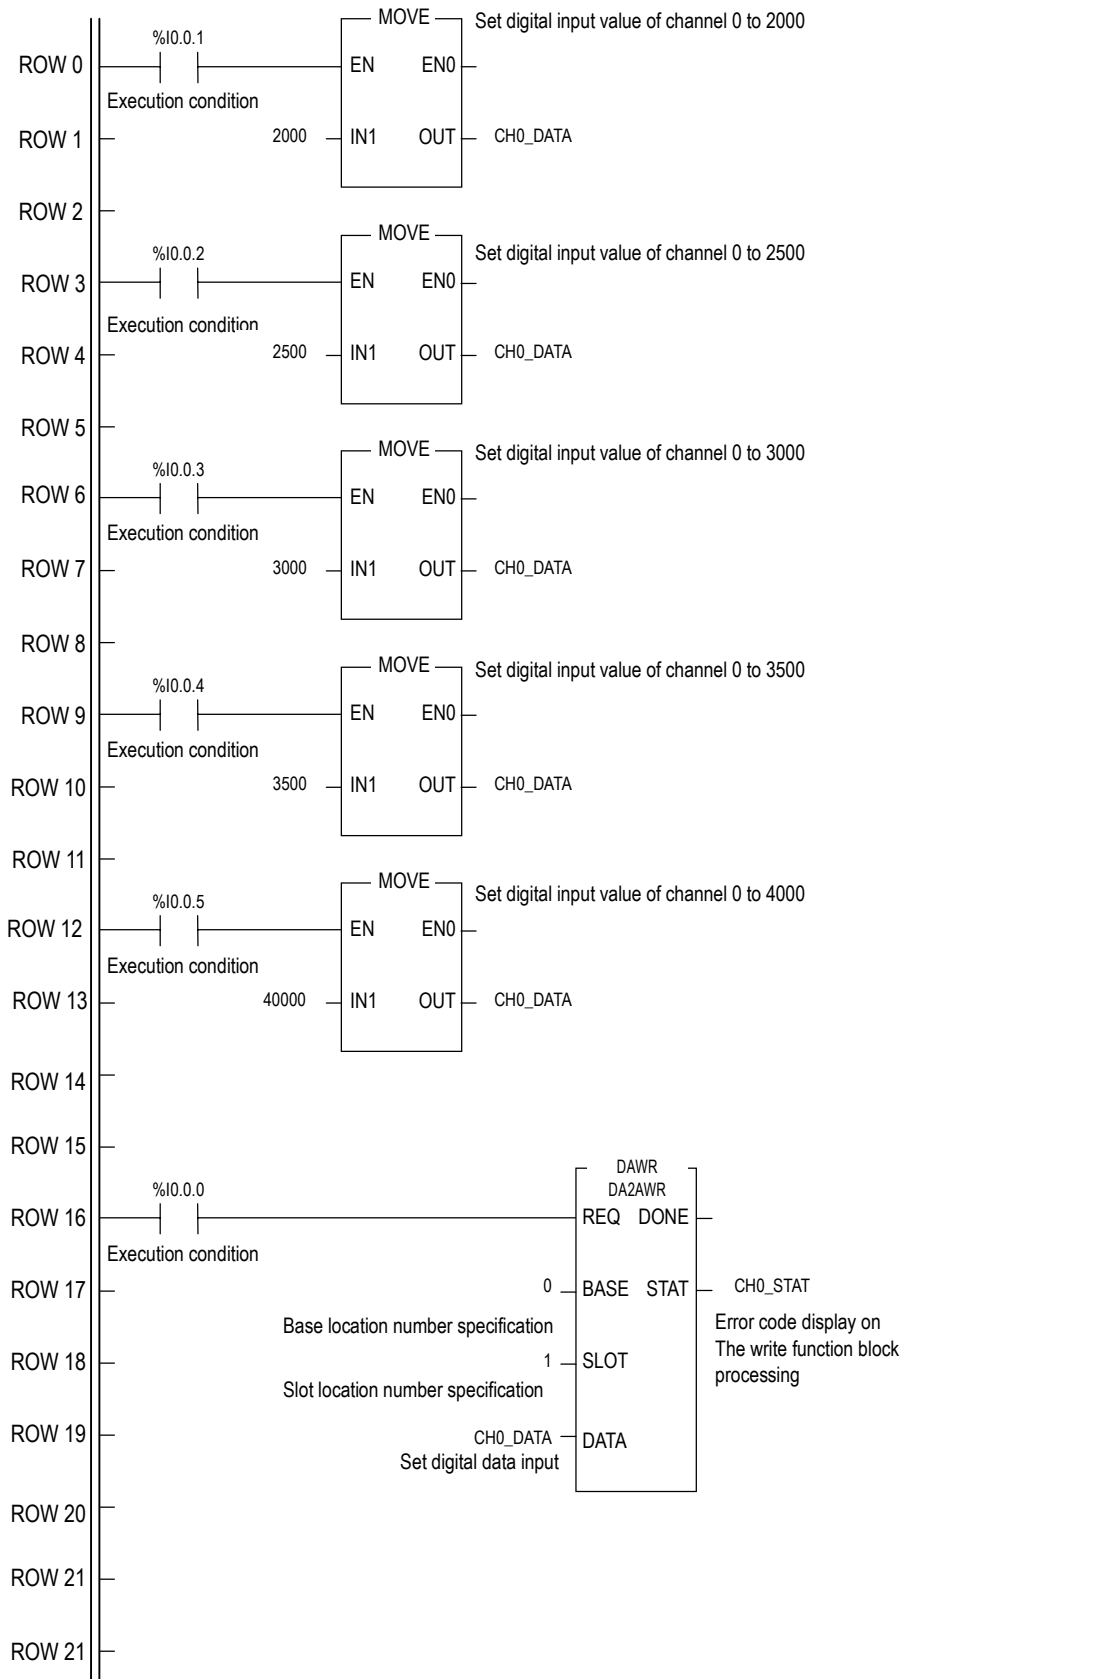 MOVE Set digital input value of channel 0 to 2000
%I0.0.1
ROW 0 EN EN0
Execution condition
ROW 1 2000 IN1 OUT CH0_DATA
ROW 2
MOVE Set digital input value of channel 0 to 2500
%I0.0.2
ROW 3 EN EN0
Execution condition
ROW 4 2500 IN1 OUT CH0_DATA
ROW 5
MOVE Set digital input value of channel 0 to 3000
%I0.0.3
ROW 6 EN EN0
Execution condition
ROW 7 3000 IN1 OUT CH0_DATA
ROW 8
MOVE Set digital input value of channel 0 to 3500
%I0.0.4
ROW 9 EN EN0
Execution condition
ROW 10 3500 IN1 OUT CH0_DATA
ROW 11
MOVE Set digital input value of channel 0 to 4000
%I0.0.5
ROW 12 EN EN0
Execution condition
ROW 13 40000 IN1 OUT CH0_DATA
ROW 14
ROW 15
DAWR
%I0.0.0 DA2AWR
ROW 16 REQ DONE
Execution condition
ROW 17 0 BASE STAT CH0_STAT
Base location number specification Error code display on
The write function block
ROW 18 1 SLOT processing
Slot location number specification
ROW 19 CH0_DATA DATA
Set digital data input
ROW 20
ROW 21
ROW 21